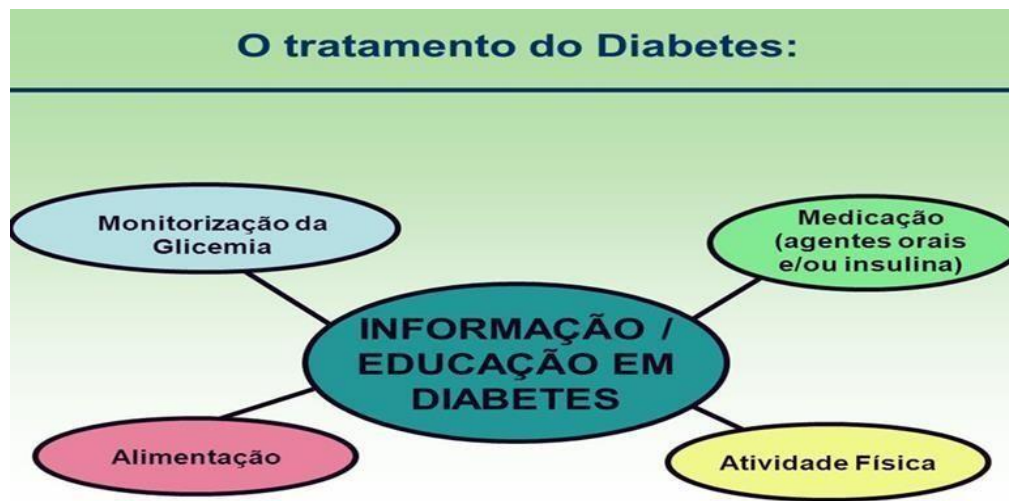 O tratamento do Diabetes:
Monitorização da
Glicemia
Medicação
(agentes orais
e/ou insulina)
INFORMAÇÃO /
EDUCAÇÃO EM
DIABETES
Alimentação
Atividade Física